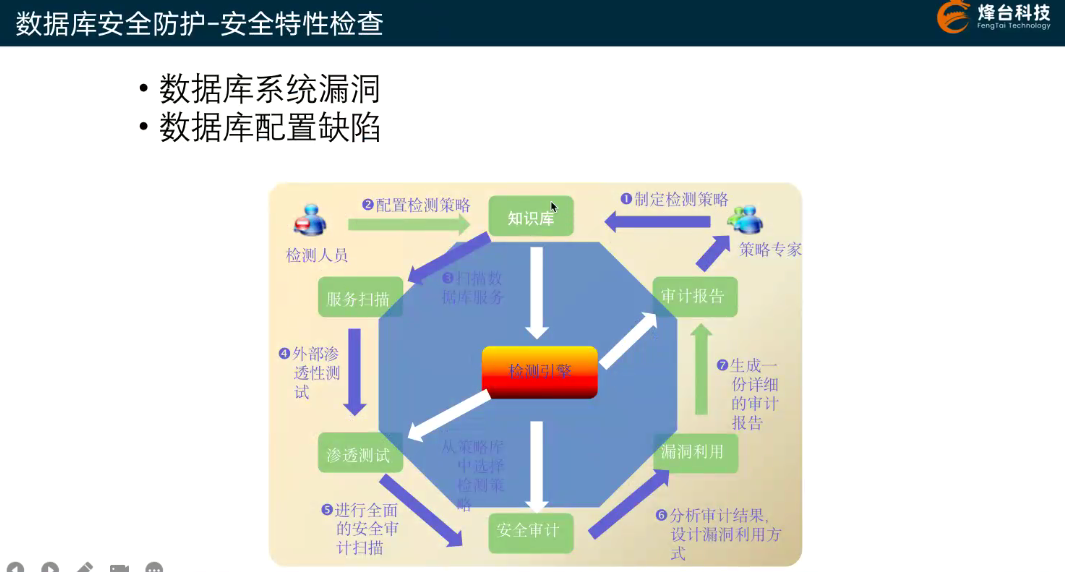 数据库安全防护-安全特性检查
烽台科技
FengTai Technology
• 数据库系统漏洞
• 数据库配置缺陷
❶制定检测策略
❷配置检测策略
知识库
检测人员
策略专家
❸扫描数
据库服务
服务扫描
审计报告
❹外部渗
透性测
试
检测引擎
❼生成一
份详细
的审计
报告
从策略库
中选择
检测策
略
渗透测试
漏洞利用
❺进行全面
的安全审
计扫描
安全审计
❻分析审计结果,
设计漏洞利用方
式